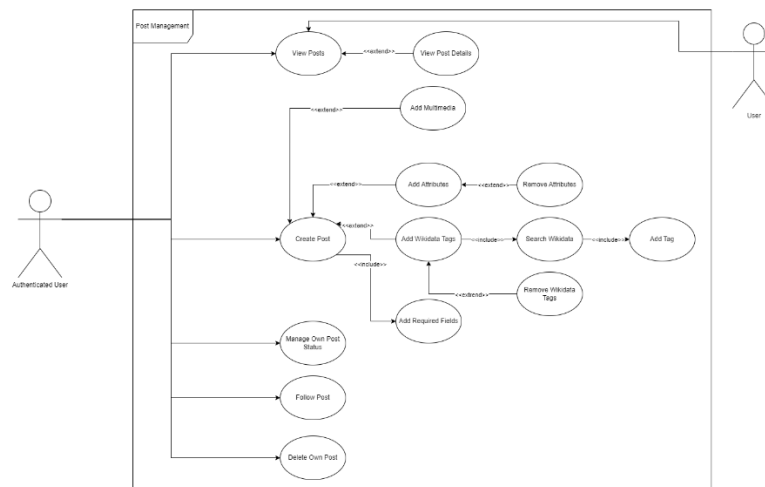 Post Management
View Posts
<<extend>>
View Post Details
User
<<extend>>
Add Multimedia
<<extend>>
Add Attributes
<<extend>>
Remove Attributes
Authenticated User
Create Post
<<extend>>
Add Wikidata Tags
<<include>>
Search Wikidata
<<include>>
Add Tag
<<include>>
<<extrend>>
Remove Wikidata
Tags
Add Required Fields
Manage Own Post
Status
Follow Post
Delete Own Post